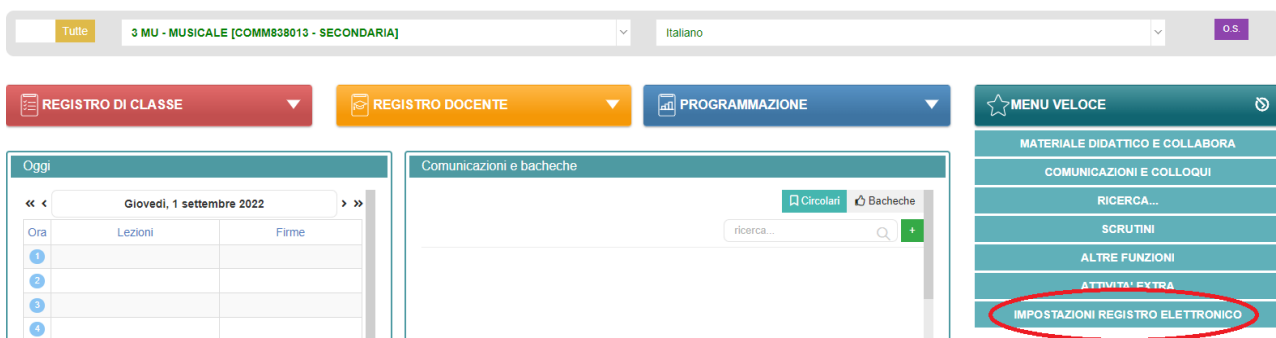 Tutte
3 MU - MUSICALE [COMM838013 - SECONDARIA]
Italiano
O.S.
REGISTRO DI CLASSE
REGISTRO DOCENTE
PROGRAMMAZIONE
MENU VELOCE
Oggi
« < Giovedì, 1 settembre 2022 > »
Ora Lezioni Firme
1
2
3
4
Comunicazioni e bacheche
Circolari Bacheche
ricerca... +
MATERIALE DIDATTICO E COLLABORA
COMUNICAZIONI E COLLOQUI
RICERCA...
SCRUTINI
ALTRE FUNZIONI
ATTIVITA' EXTRA
IMPOSTAZIONI REGISTRO ELETTRONICO